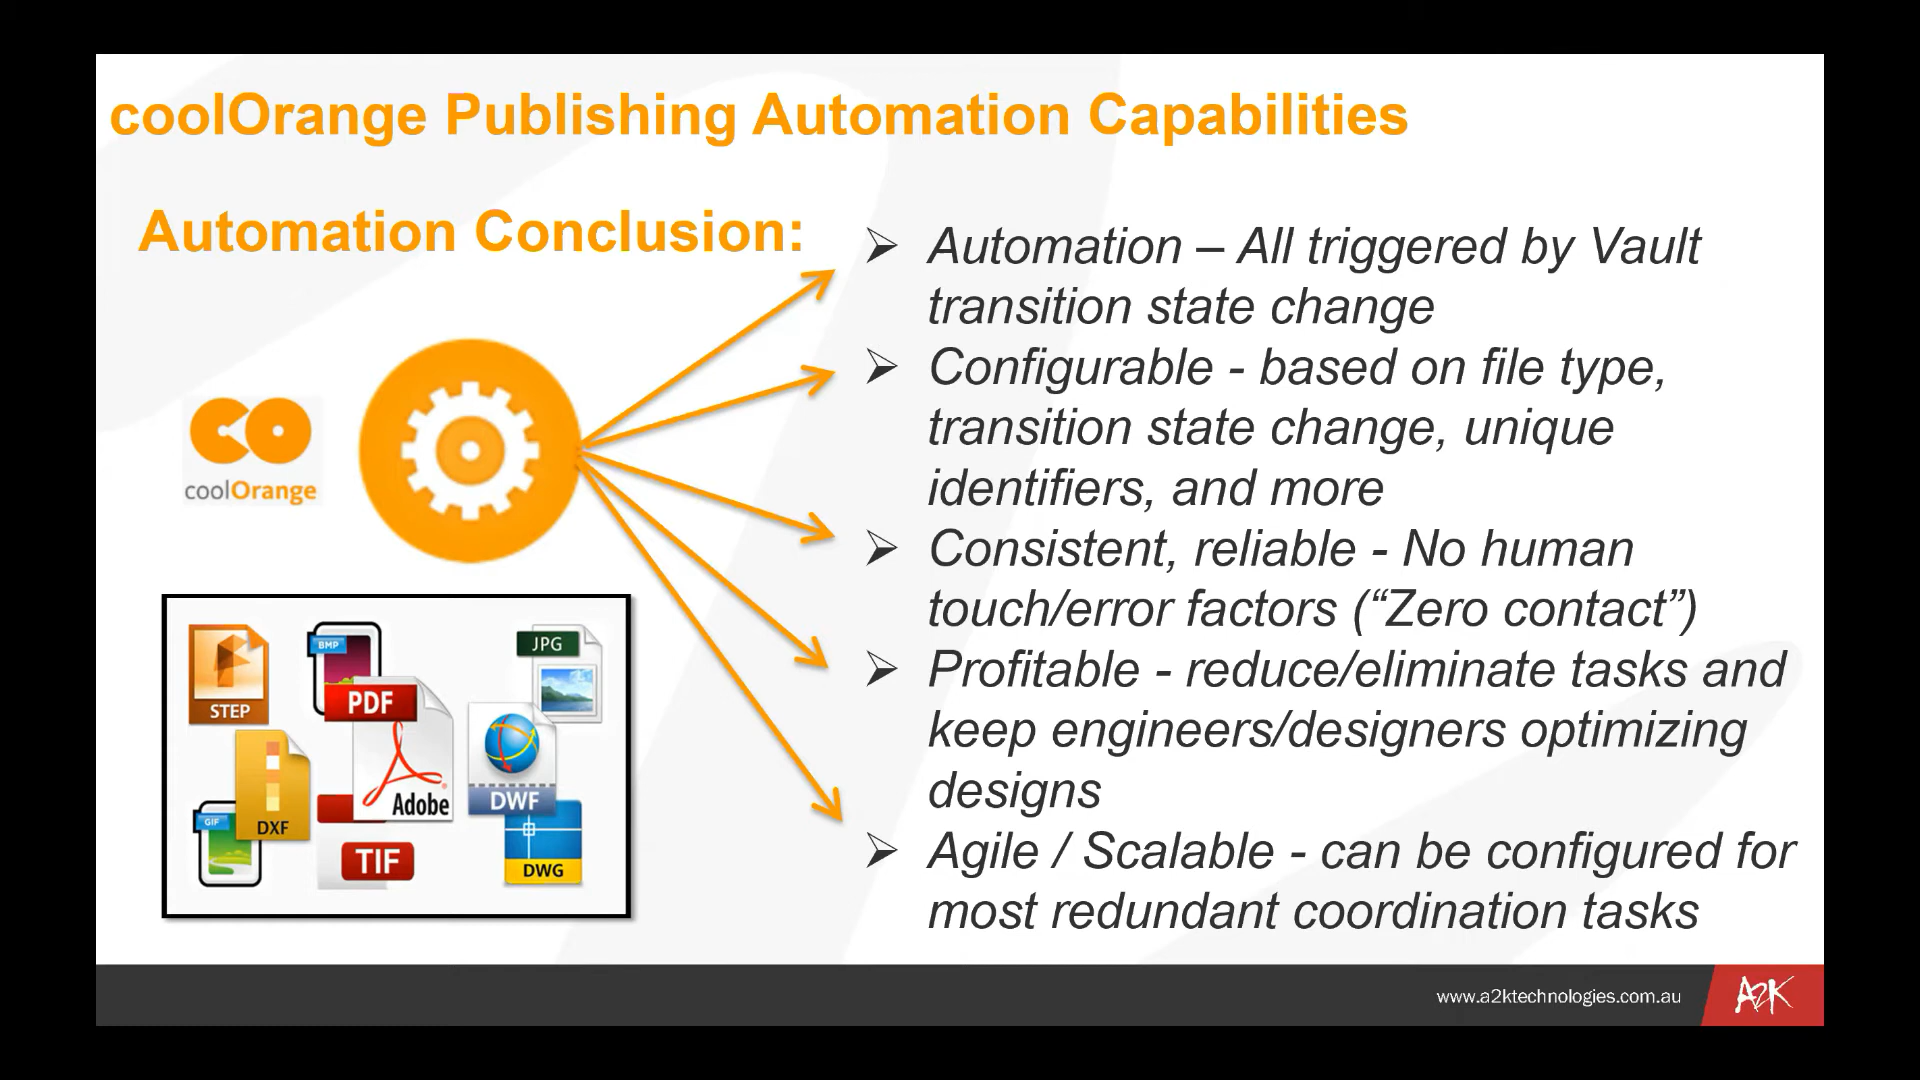 coolOrange Publishing Automation Capabilities
Automation Conclusion:
coolOrange
STEP
BMP
PDF
Adobe
JPG
DXF
DWF
GIF
TIF
DWG
➢ Automation – All triggered by Vault
transition state change
➢ Configurable - based on file type,
transition state change, unique
identifiers, and more
➢ Consistent, reliable - No human
touch/error factors (“Zero contact”)
➢ Profitable - reduce/eliminate tasks and
keep engineers/designers optimizing
designs
➢ Agile / Scalable - can be configured for
most redundant coordination tasks
www.a2ktechnologies.com.au
A2K